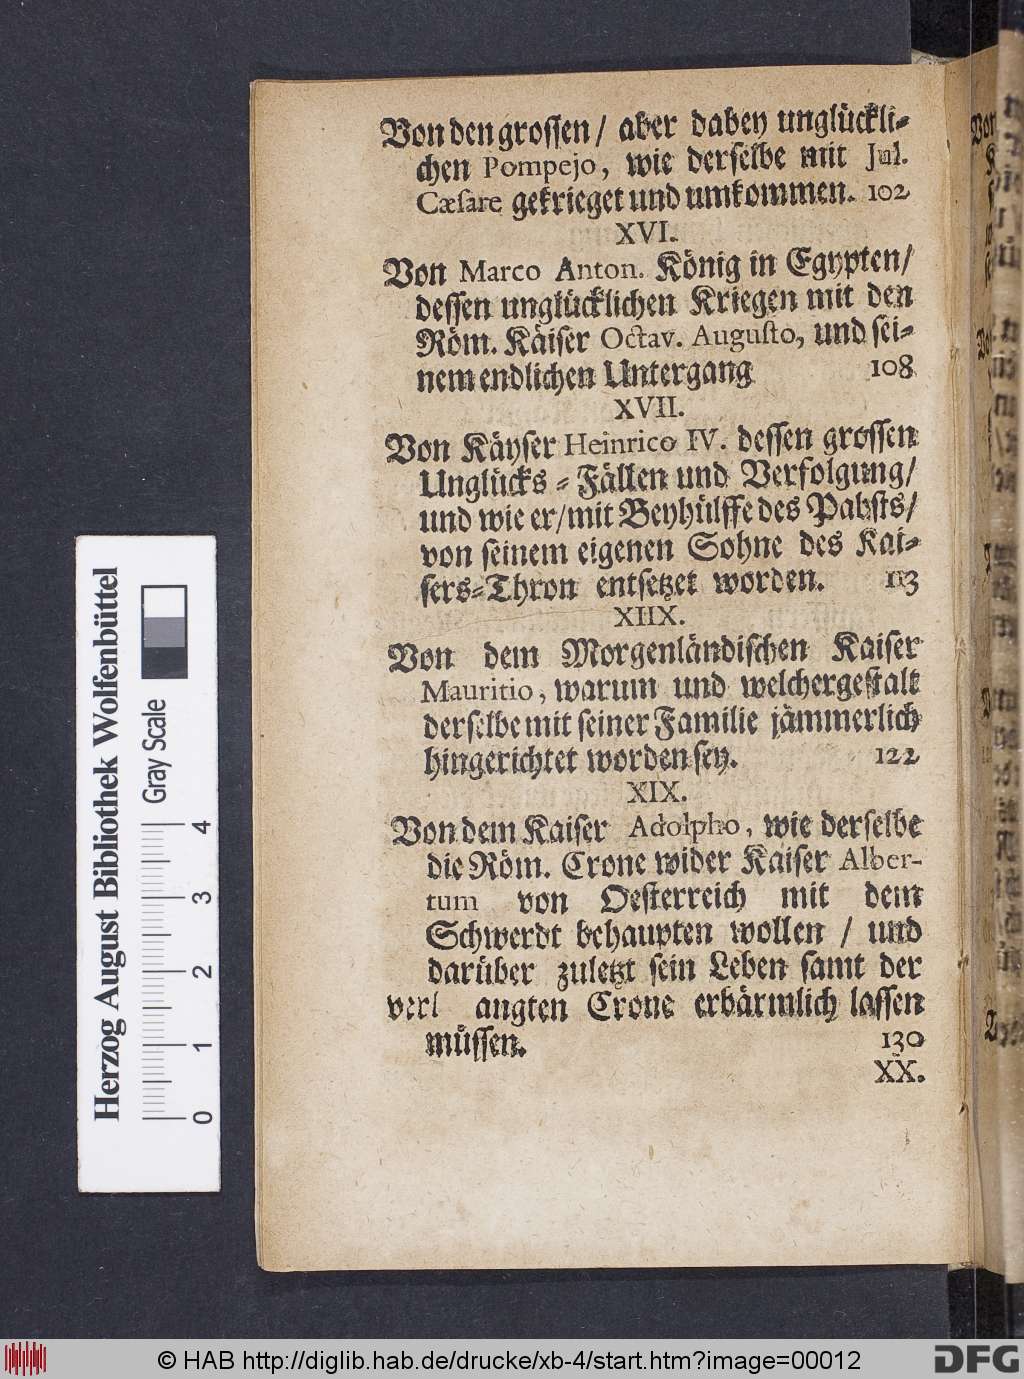 Von den grossen / aber dabey unglückli-
chen Pompejo, wie derselbe mit Jul.
Cæsare gekrieget und umkommen. 102
XVI.
Von Marco Anton. König in Egypten/
dessen unglücklichen Kriegen mit den
Röm. Käiser Octav. Augusto, und sei-
nem endlichen Untergang 108
XVII.
Von Käyser Heinrico IV. dessen grossen
Unglücks-Fällen und Verfolgung/
und wie er/mit Beyhülffe des Pabsts/
von seinem eigenen Sohne des Kai-
sers-Thron entsetzet worden. 113
XIIX.
Von dem Morgenländischen Kaiser
Mauritio, warum und welchergestalt
derselbe mit seiner Familie jämmerlich
hingerichtet worden sey. 122
XIX.
Von dem Kaiser Adolpho, wie derselbe
die Röm. Crone wider Kaiser Alber-
tum von Oesterreich mit dem
Schwerdt behaupten wollen / und
darüber zuletzt sein Leben samt der
verl angten Crone erbärmlich lassen
müssen. 130
XX.
Herzog August Bibliothek Wolfenbüttel
Gray Scale
0 1 2 3 4
© HAB http://diglib.hab.de/drucke/xb-4/start.htm?image=00012
DFG